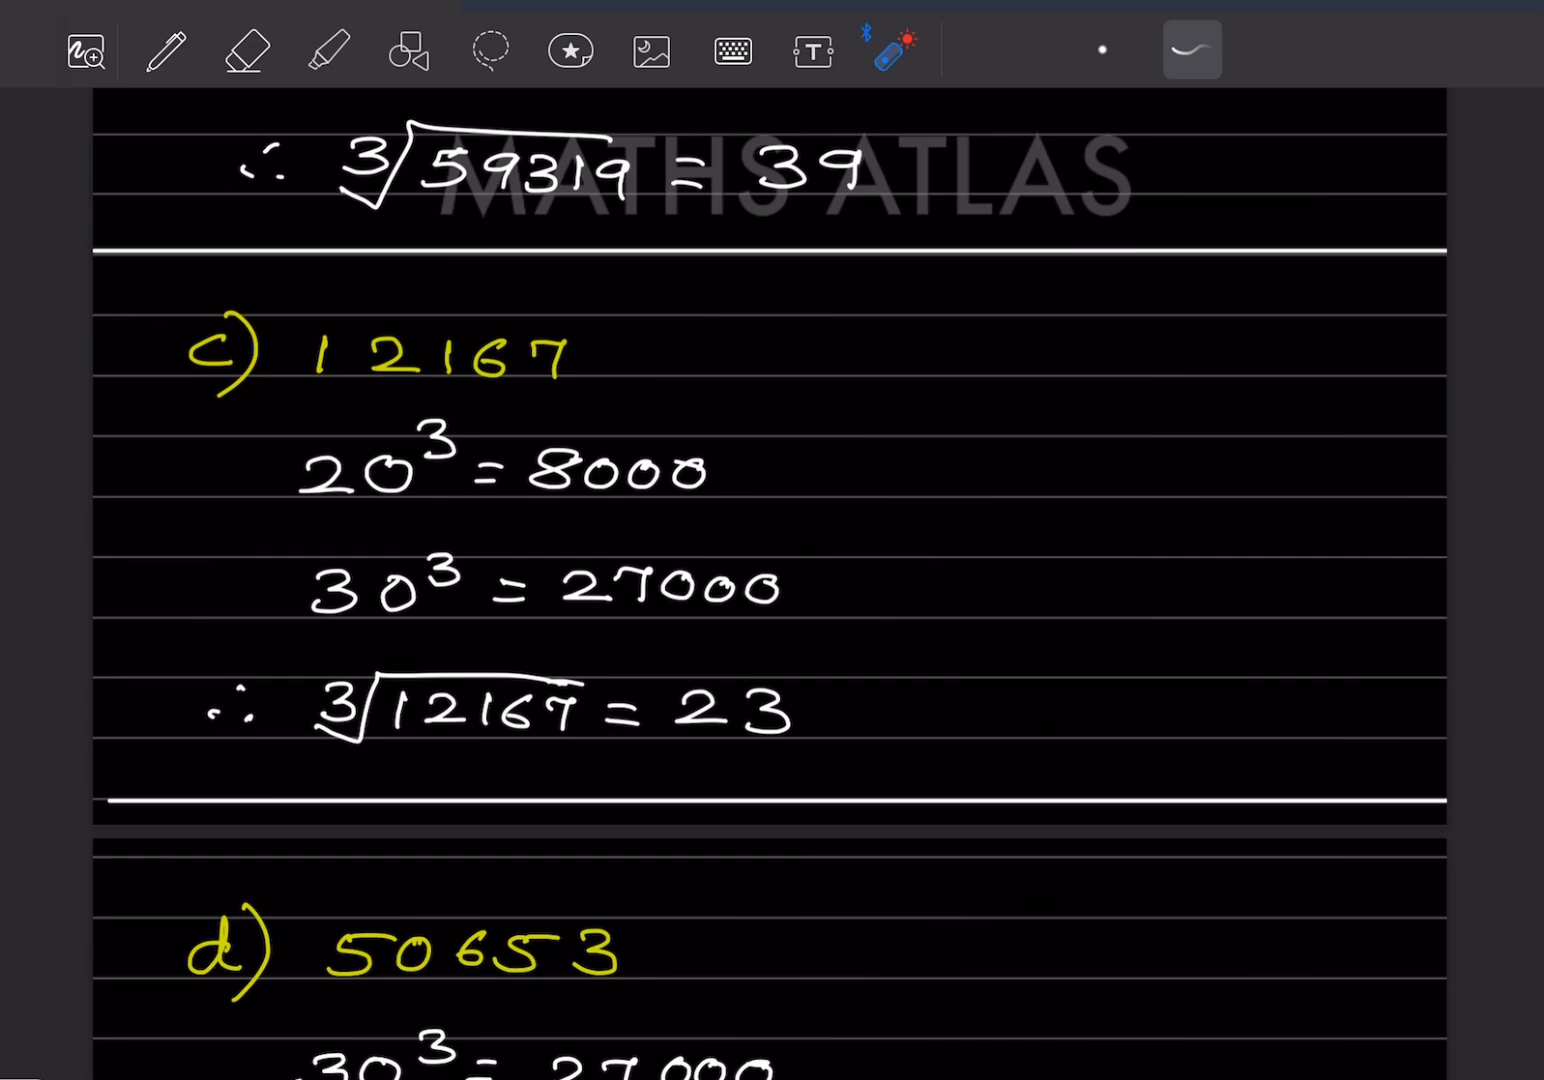 ∴ ∛59319 = 39
MATHS ATLAS
c) 12167
20³ = 8000
30³ = 27000
∴ ∛12167 = 23
d) 50653
30³ = 27000